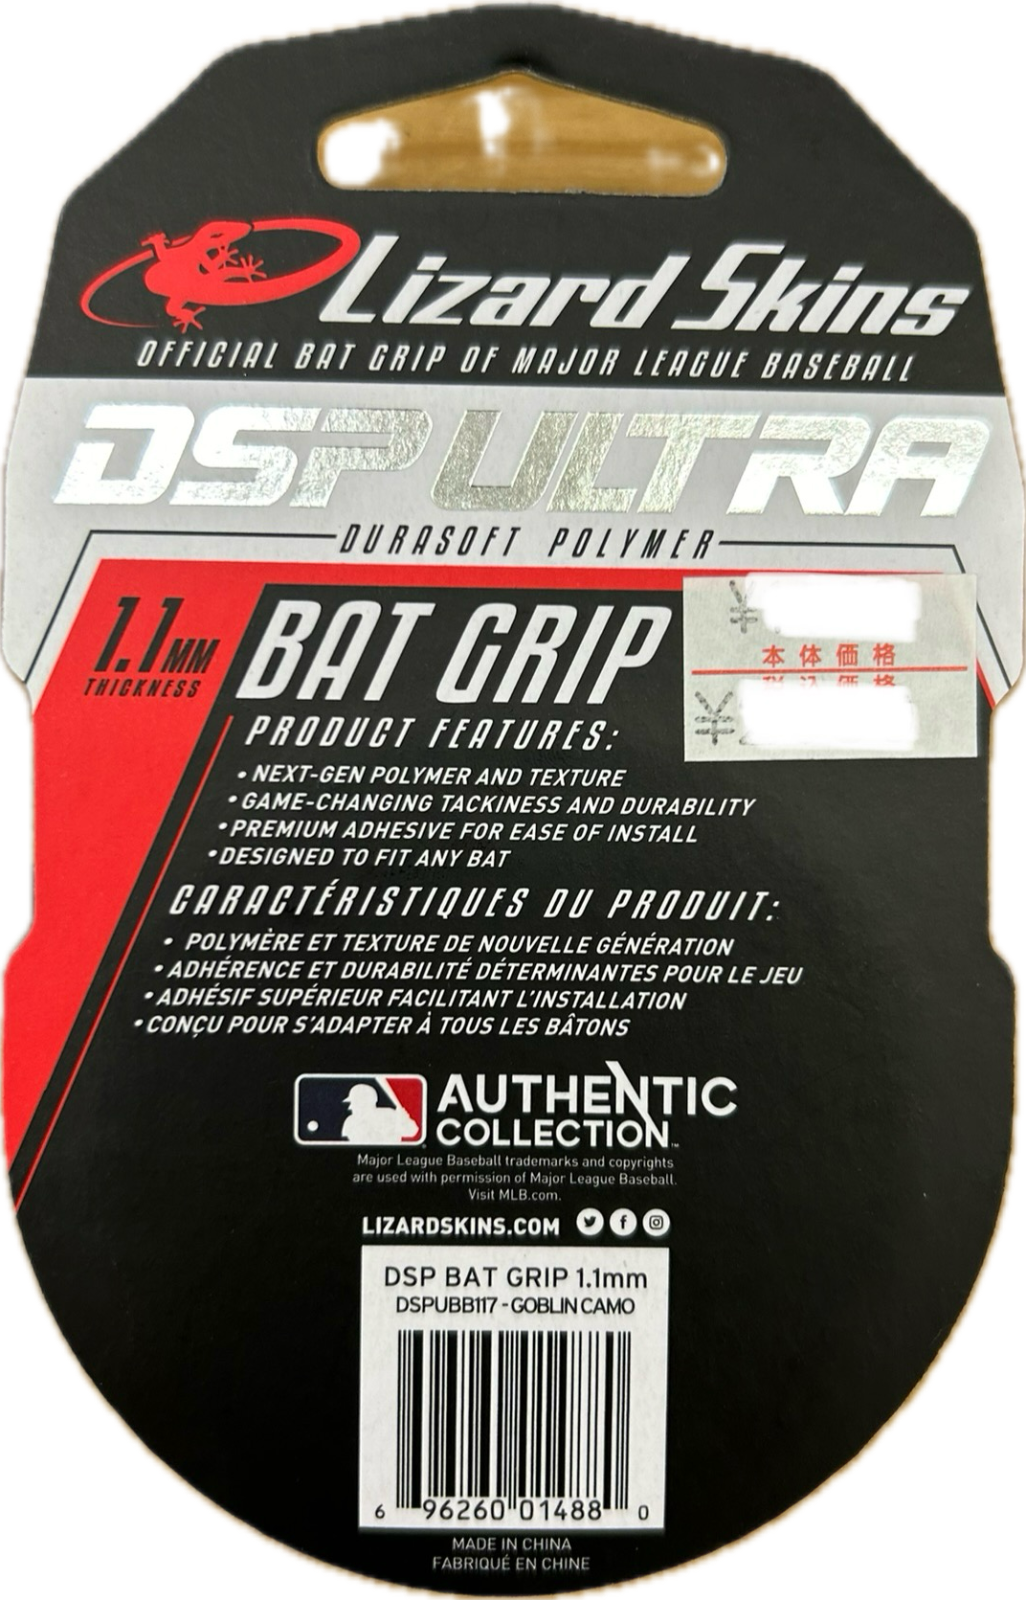 Lizard Skins
OFFICIAL BAT GRIP OF MAJOR LEAGUE BASEBALL
DSP ULTRA
DURASOFT POLYMER
1.1MM
THICKNESS
BAT GRIP
¥
本体価格
税込価格
¥
PRODUCT FEATURES:
• NEXT-GEN POLYMER AND TEXTURE
• GAME-CHANGING TACKINESS AND DURABILITY
• PREMIUM ADHESIVE FOR EASE OF INSTALL
• DESIGNED TO FIT ANY BAT
CARACTÉRISTIQUES DU PRODUIT:
• POLYMÈRE ET TEXTURE DE NOUVELLE GÉNÉRATION
• ADHÉRENCE ET DURABILITÉ DÉTERMINANTES POUR LE JEU
• ADHÉSIF SUPÉRIEUR FACILITANT L'INSTALLATION
• CONÇU POUR S'ADAPTER À TOUS LES BÂTONS
AUTHENTIC
COLLECTION™
Major League Baseball trademarks and copyrights
are used with permission of Major League Baseball.
Visit MLB.com.
LIZARDSKINS.COM
DSP BAT GRIP 1.1mm
DSPUBB117 - GOBLIN CAMO
6 96260 01488 0
MADE IN CHINA
FABRIQUÉ EN CHINE